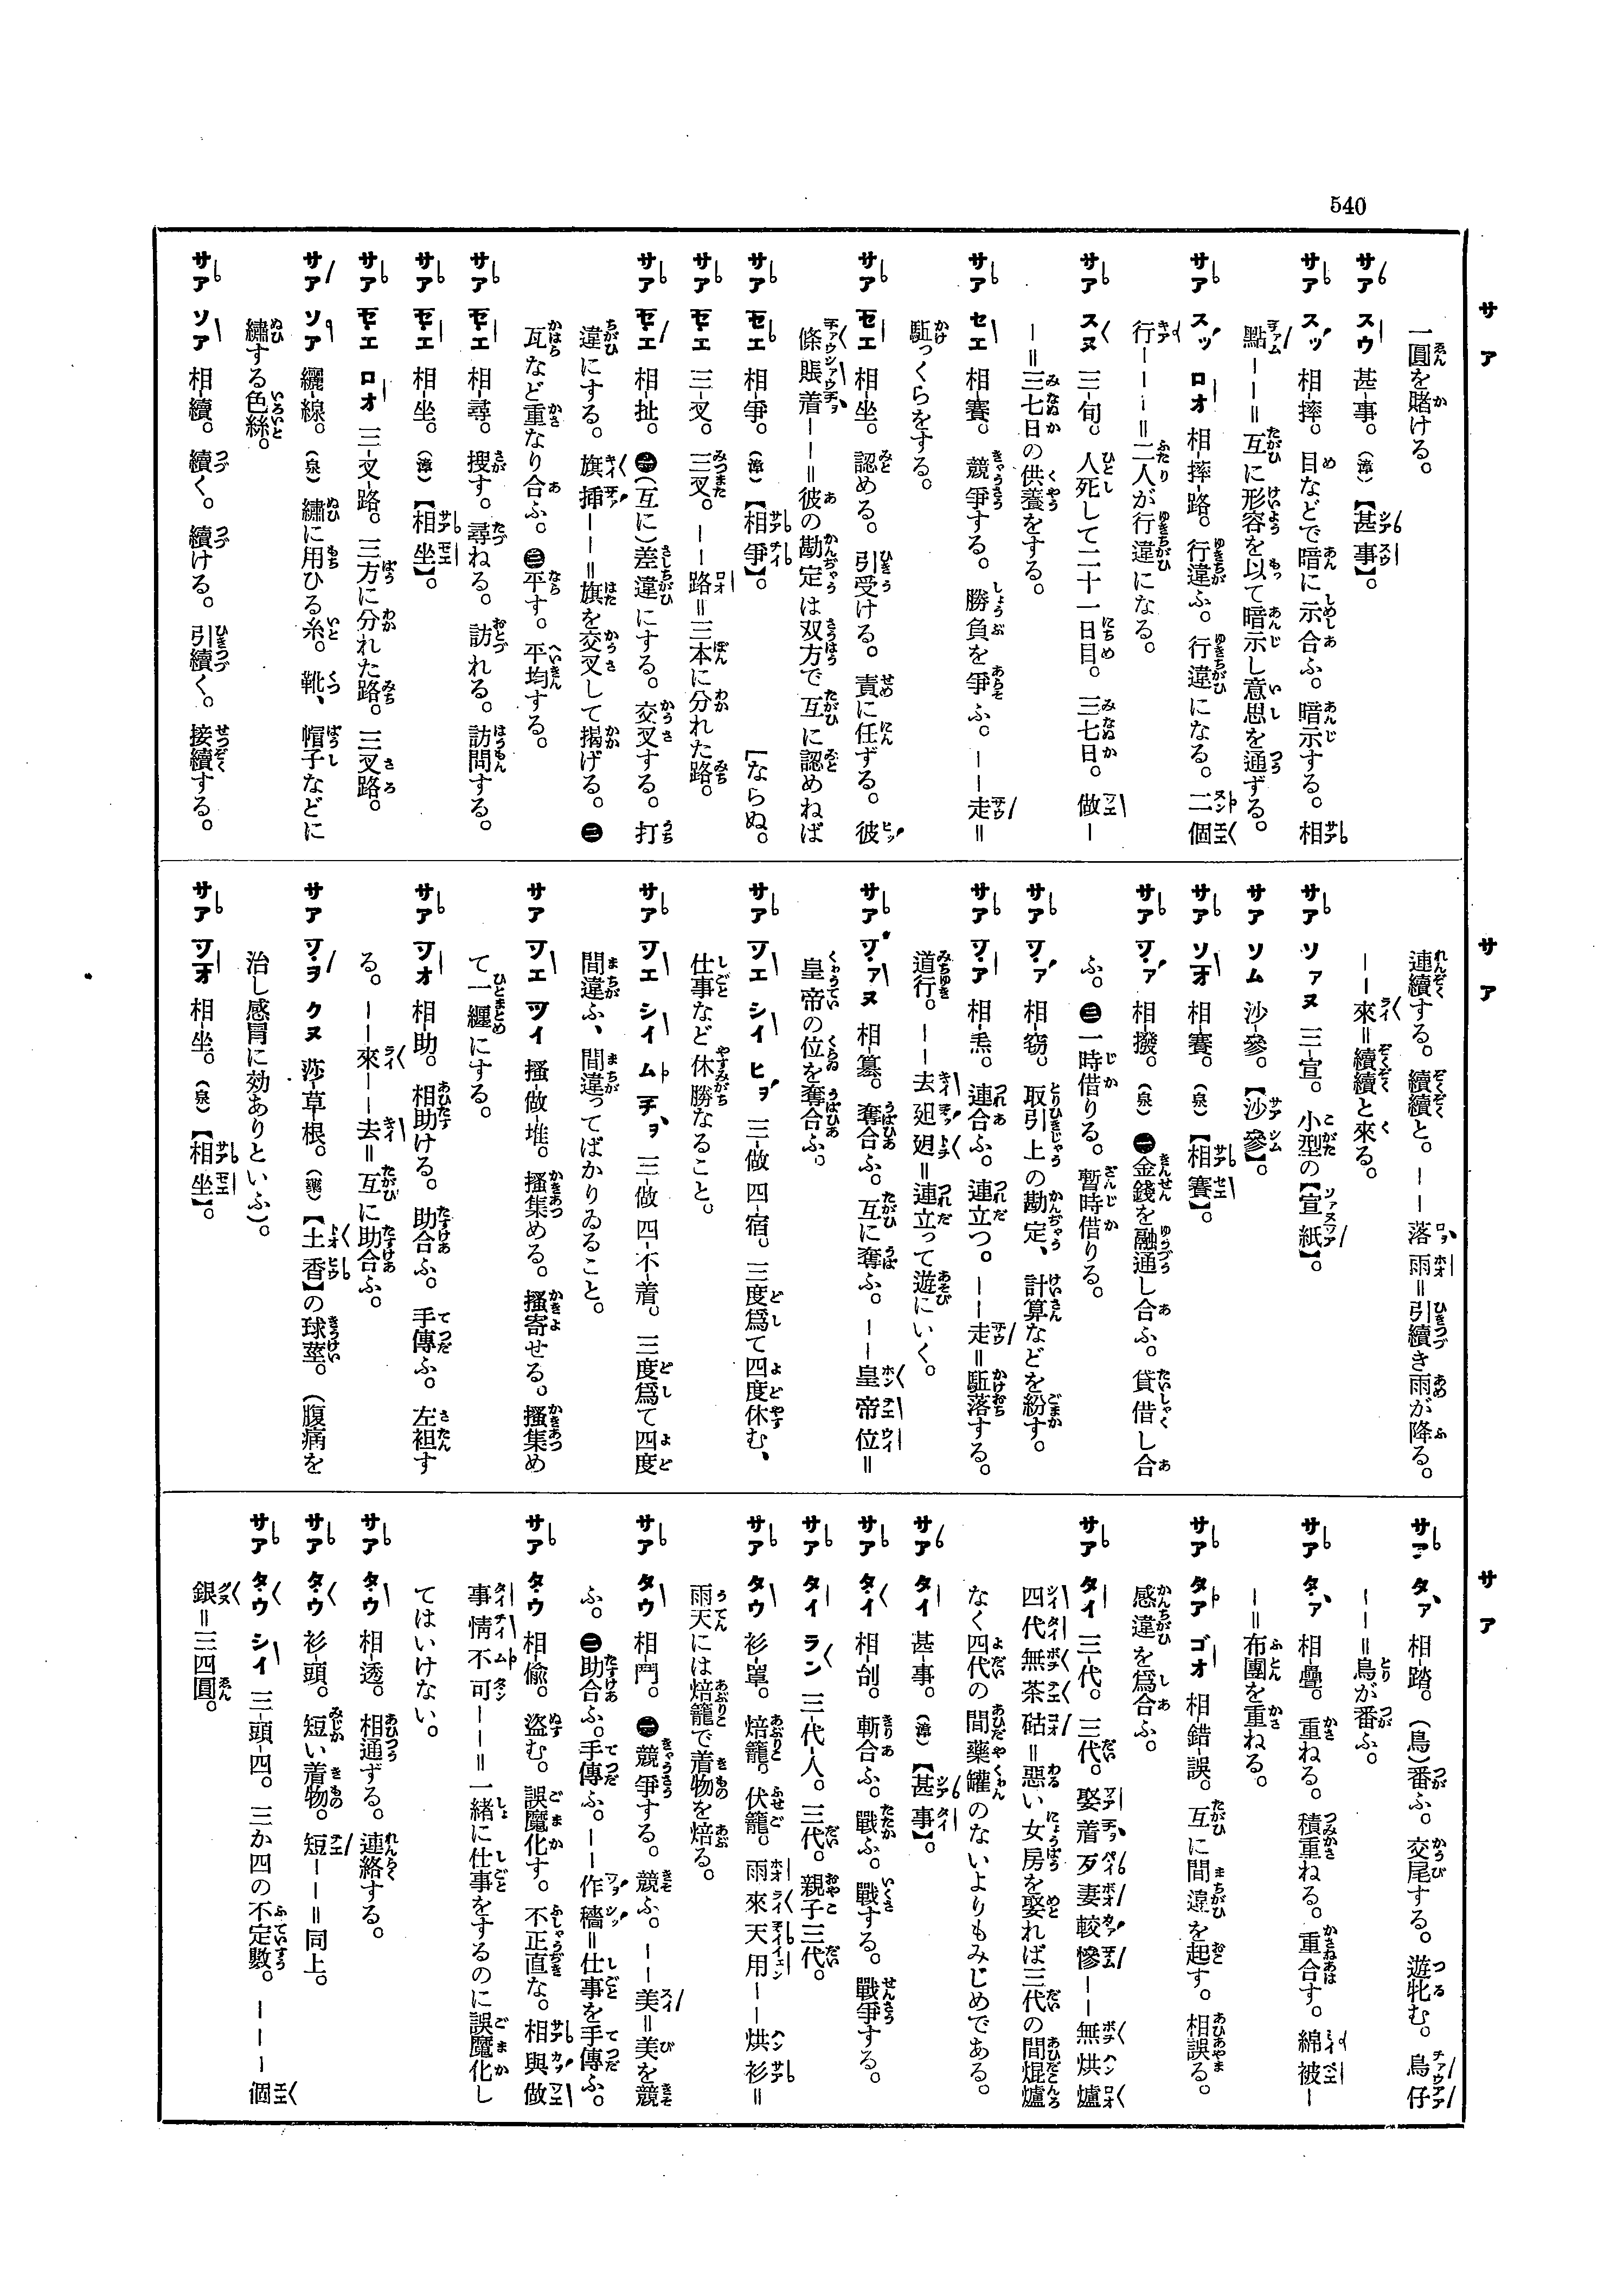 540
サア
一圓を賭ける。
サア スウ 甚-事。(漳)【甚事】。
サア スッ 相-摔。目などで暗に示合ふ。暗示する。相
點－－＝互に形容を以て暗示し意思を通ずる。
サア スッ ロオ 相-摔-路。行違ふ。行違になる。二個
行－－－＝二人が行違になる。
サア スヌ 三-旬。人死して二十一日目。三七日。做－
－＝三七日の供養をする。
サア セエ 相-賽。競爭する。勝負を爭ふ。－－走＝
駈っくらをする。
サア セエ 相-坐。認める。引受ける。責に任ずる。彼
條賬着－－＝彼の勘定は双方で互に認めねば
[ならぬ。
サア セエ 相-爭。(漳)【相爭】。
サア セエ 三-叉。三叉。－－路＝三本に分れた路。
サア セエ 相-扯。㊀(互に)差違にする。交叉する。打
違にする。旗挿－－＝旗を交叉して揭げる。㊁
瓦など重なり合ふ。㊂平す。平均する。
サア セエ 相-尋。搜す。尋ねる。訪れる。訪問する。
サア セエ 相-坐。(漳)【相坐】。
サア セエ ロオ 三-叉-路。三方に分れた路。三叉路。
サア ソア 纚-線。(泉)繡に用ひる糸。靴、帽子などに
繡する色絲。
サア ソア 相-續。續く。續ける。引續く。接續する。
サア
連續する。續續と。－－落雨＝引續き雨が降る。
－－來＝續續と來る。
サア ソァヌ 三-宣。小型の【宣紙】。
サア ソム 沙-參。【沙參】。
サア ソオ 相-賽。(泉)【相賽】。
サア ツァ 相-撥。(泉)㊀金錢を融通し合ふ。貸借し合
ふ。㊁一時借りる。暫時借りる。
サア ツァ 相-竊。取引上の勘定、計算などを紛す。
サア ツア 相-羔。連合ふ。連立つ。－－走＝駈落する。
道行。－－去𨑨迌＝連立って遊にいく。
サア ツァヌ 相-簒。奪合ふ。互に奪ふ。－－皇帝位＝
皇帝の位を奪合ふ。
サア ツエ シイ ヒヲ 三-做 四-宿。三度爲て四度休む、
仕事など休勝なること。
サア ツエ シイ ム チヲ 三-做 四-不-着。三度爲て四度
間違ふ、間違ってばかりゐること。
サア ツエ ツイ 搔-做-堆。搔集める。搔寄せる。搔集め
て一纒にする。
サア ツオ 相-助。相助ける。助合ふ。手傳ふ。左袒す
る。－－來－－去＝互に助合ふ。
サア ツヲ クヌ 莎-草-根。(藥)【土香】の球莖。(腹痛を
治し感冒に効ありといふ)。
サア ツオ 相-坐。(泉)【相坐】。
サア
サア タァ 相-踏。(鳥)番ふ。交尾する。遊牝む。鳥仔
－－＝鳥が番ふ。
サア タァ 相-疊。重ねる。積重ねる。重合す。綿被－
－＝布團を重ねる。
サア タア ゴオ 相-錯-誤。互に間違を起す。相誤る。
感違を爲合ふ。
サア タイ 三-代。三代。娶着歹妻較慘－－無烘爐
四代無茶砧＝惡い女房を娶れば三代の間焜爐
なく四代の間藥罐のないよりもみじめである。
サア タイ 甚-事。(漳)【甚事】。
サア タイ 相-刣。斬合ふ。戰ふ。戰する。戰爭する。
サア タイ ラン 三-代-人。三代。親子三代。
サア タウ 衫-罩。焙籠。伏籠。雨來天用－－烘衫＝
雨天には焙籠で着物を焙る。
サア タウ 相-鬥。㊀競爭する。競ふ。－－美＝美を競
ふ。㊁助合ふ。手傳ふ。－－作穡＝仕事を手傳ふ。
サア タウ 相-偸。盜む。誤魔化す。不正直な。相與做
事情不可－－＝一緒に仕事をするのに誤魔化し
てはいけない。
サア タウ 相-透。相通ずる。連絡する。
サア タウ 衫-頭。短い着物。短－－＝同上。
サア タウ シイ 三-頭-四。三か四の不定數。－－－個
銀＝三四圓。